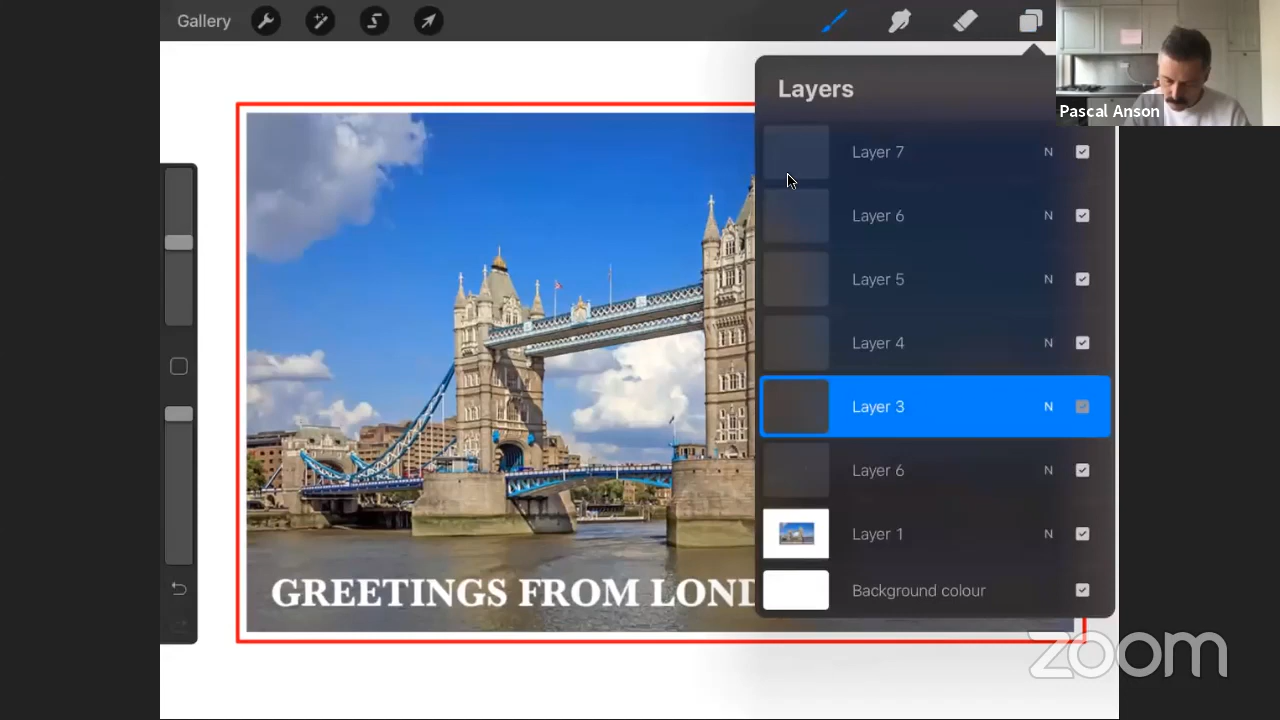 Gallery
Pascal Anson
Layers
Layer 7 N
Layer 6 N
Layer 5 N
Layer 4 N
Layer 3 N
Layer 6 N
Layer 1 N
Background colour
GREETINGS FROM LOND
zoom